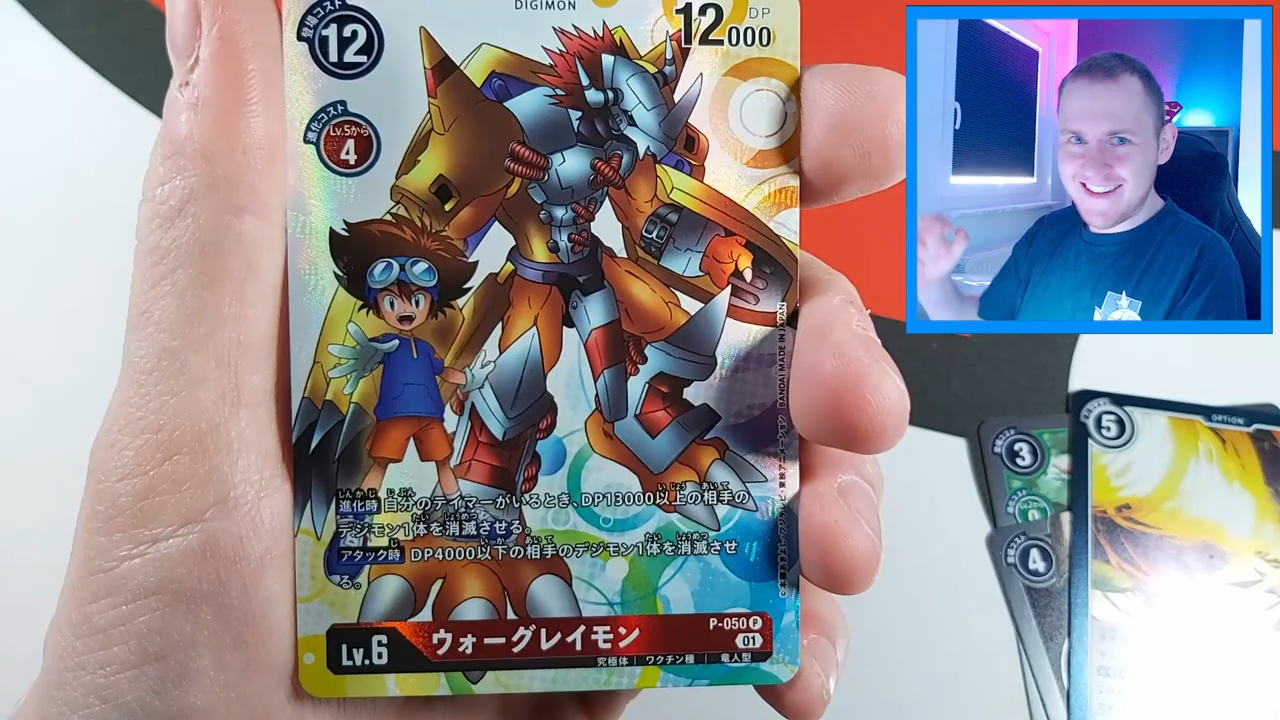 DIGIMON
登場コスト
12
DP
12000
進化コスト
Lv.5から
4
進化時 自分のテイマーがいるとき、DP13000以上の相手の
デジモン1体を消滅させる。
アタック時 DP4000以下の相手のデジモン1体を消滅させ
る。
BANDAI MADE IN JAPAN
P-050 P
01
Lv.6
ウォーグレイモン
究極体 | ワクチン種 | 竜人型
3
Lv.2から
4
5
OPTION